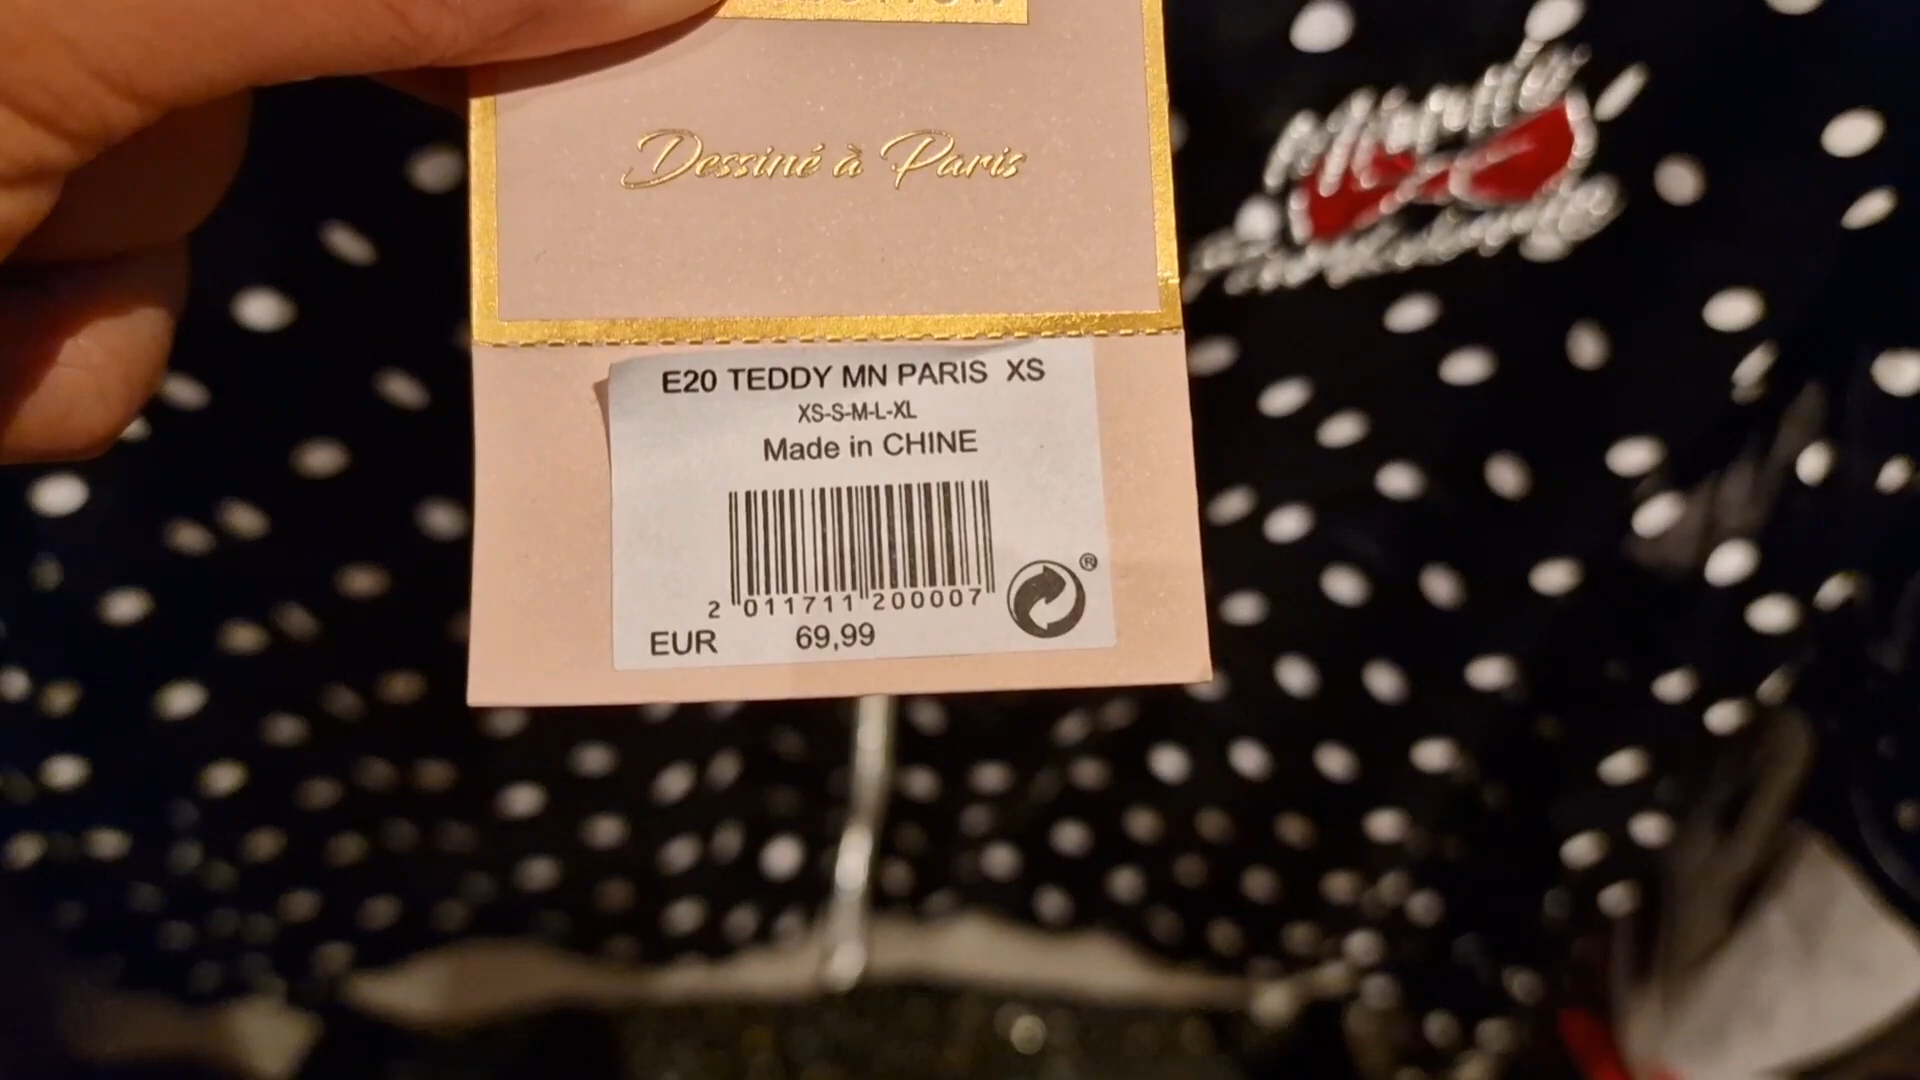 Dessiné à Paris
E20 TEDDY MN PARIS XS
XS-S-M-L-XL
Made in CHINE
2 011711 200007
®
EUR 69,99